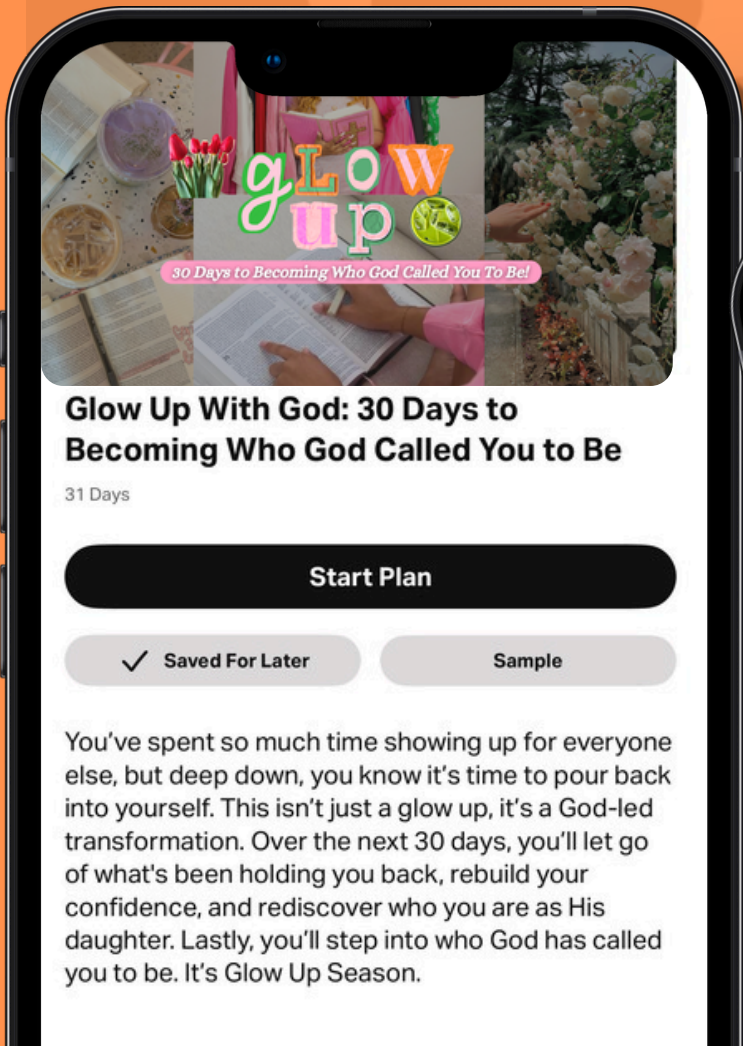 glow
up
30 Days to Becoming Who God Called You To Be!
Glow Up With God: 30 Days to
Becoming Who God Called You to Be
31 Days
Start Plan
Saved For Later
Sample
You’ve spent so much time showing up for everyone
else, but deep down, you know it’s time to pour back
into yourself. This isn’t just a glow up, it’s a God-led
transformation. Over the next 30 days, you’ll let go
of what's been holding you back, rebuild your
confidence, and rediscover who you are as His
daughter. Lastly, you’ll step into who God has called
you to be. It’s Glow Up Season.